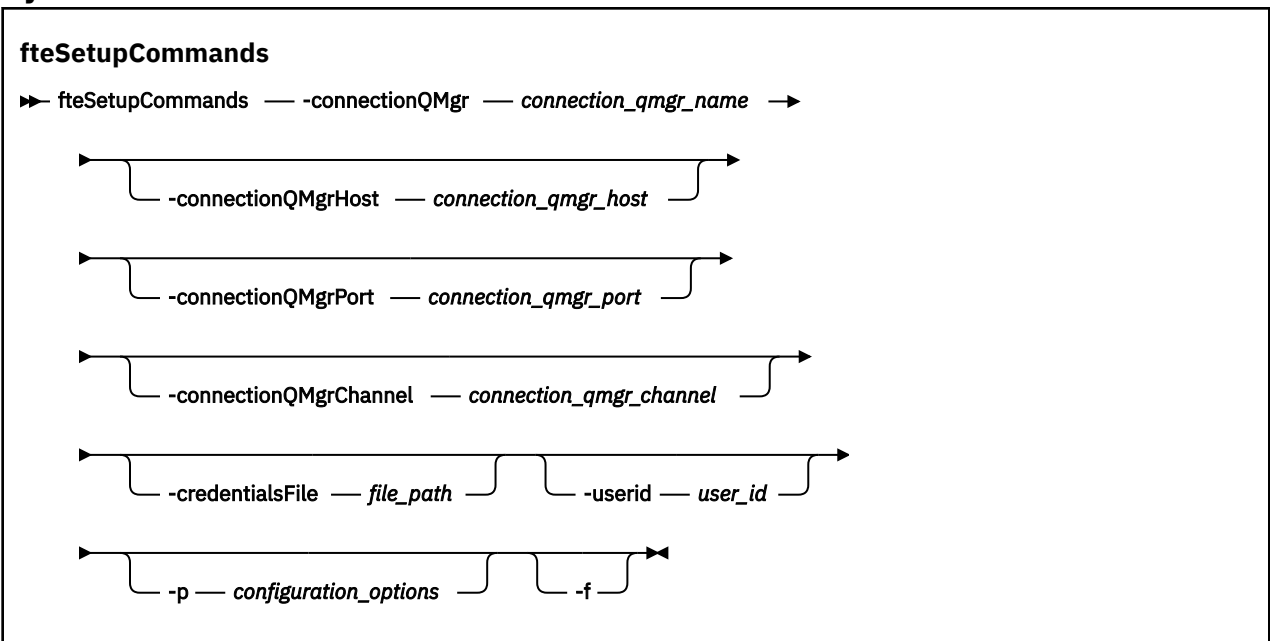 fteSetupCommands
fteSetupCommands -connectionQMgr connection_qmgr_name
-connectionQMgrHost connection_qmgr_host
-connectionQMgrPort connection_qmgr_port
-connectionQMgrChannel connection_qmgr_channel
-credentialsFile file_path -userid user_id
-p configuration_options -f